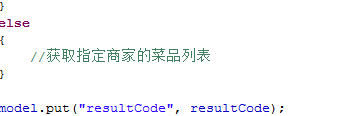 }
else
{
//获取指定商家的菜品列表
}
model.put("resultCode", resultCode);